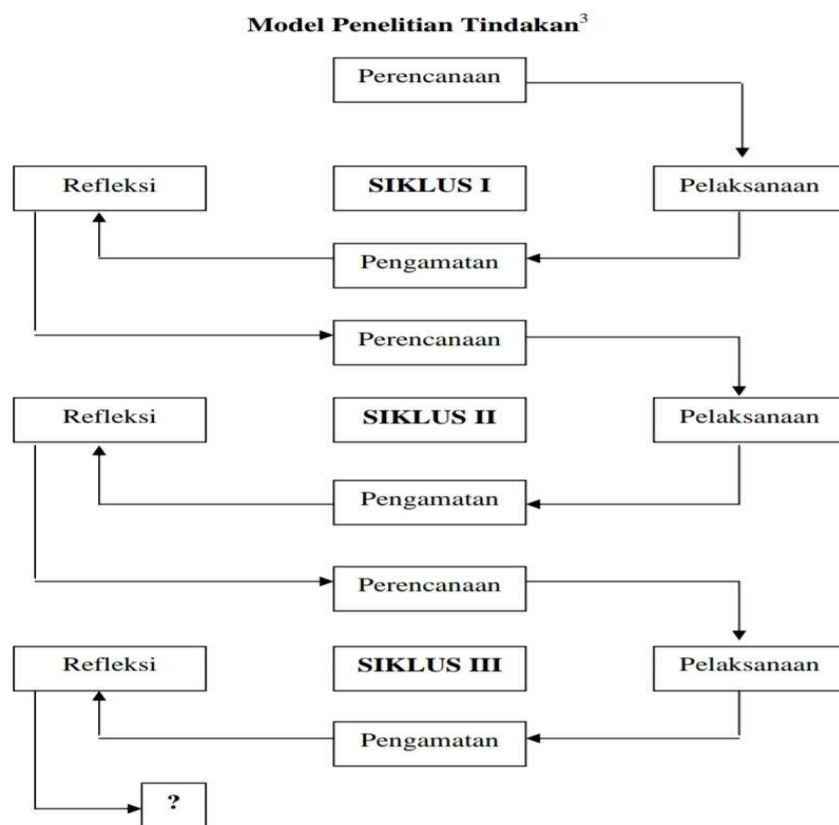 Model Penelitian Tindakan³
Perencanaan
Refleksi
SIKLUS I
Pelaksanaan
Pengamatan
Perencanaan
Refleksi
SIKLUS II
Pelaksanaan
Pengamatan
Perencanaan
Refleksi
SIKLUS III
Pelaksanaan
Pengamatan
?